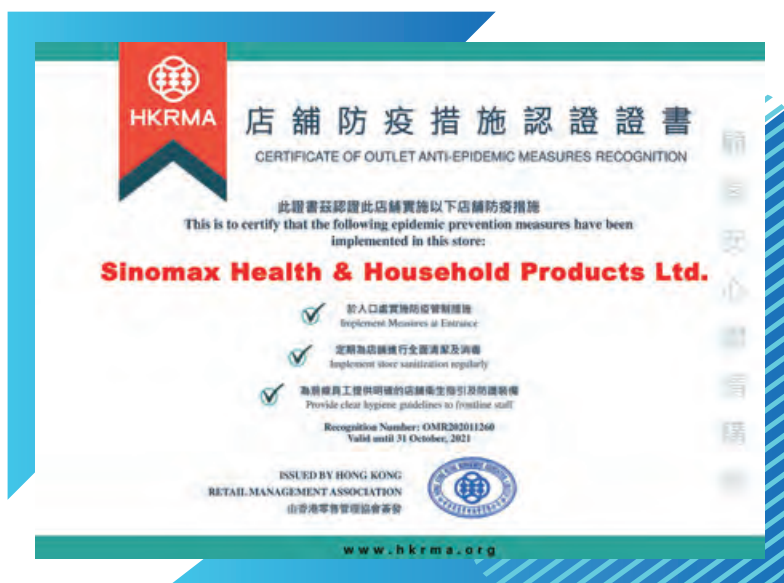 HKRMA
店舖防疫措施認證證書
CERTIFICATE OF OUTLET ANTI-EPIDEMIC MEASURES RECOGNITION
此證書茲認證此店舖實施以下店舖防疫措施
This is to certify that the following epidemic prevention measures have been
implemented in this store:
Sinomax Health & Household Products Ltd.
於入口處實施防疫管制措施
Implement Measures at Entrance
定期為店舖進行全面清潔及消毒
Implement store sanitization regularly
為前線員工提供明確的店舖衛生指引及防護裝備
Provide clear hygiene guidelines to frontline staff
Recognition Number: OMR202011260
Valid until 31 October, 2021
ISSUED BY HONG KONG
RETAIL MANAGEMENT ASSOCIATION
由香港零售管理協會簽發
www.hkrma.org